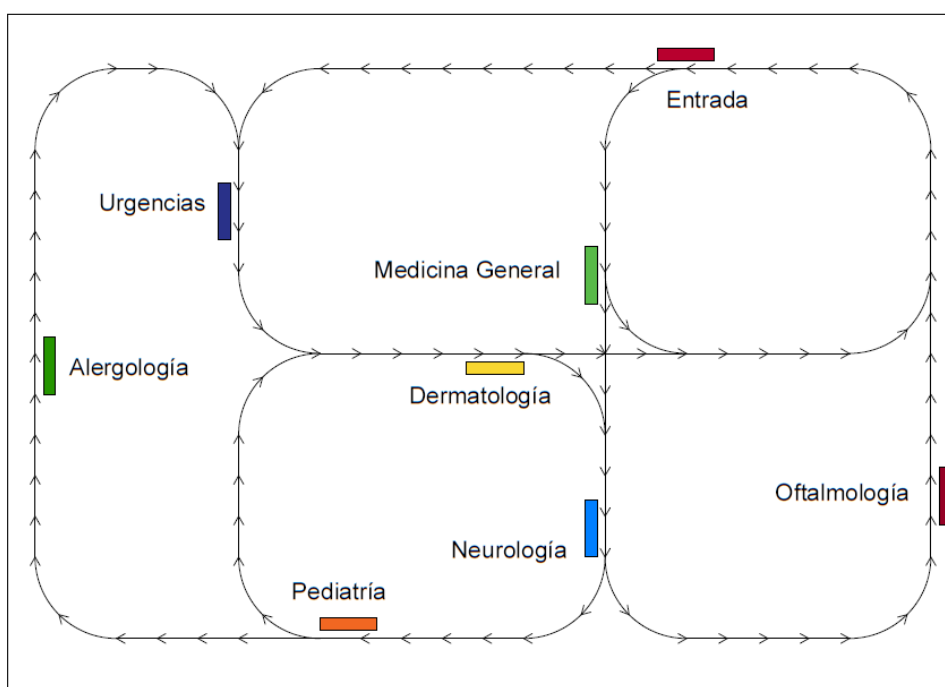 Entrada
Urgencias
Medicina General
Alergología
Dermatología
Oftalmología
Neurología
Pediatría